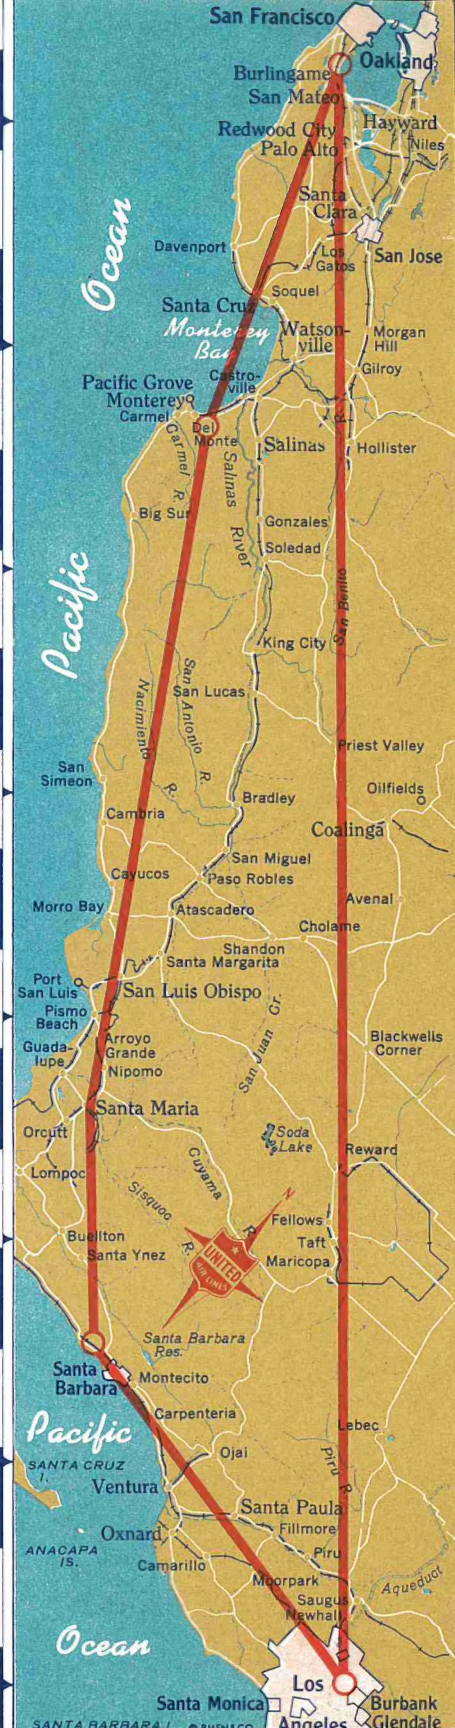 San Francisco
Oakland
Burlingame
San Mateo
Hayward
Redwood City
Niles
Palo Alto
Santa
Clara
Ocean
Davenport
Los
Gatos
San Jose
Soquel
Santa Cruz
Monterey
Bay
Watson-
ville
Morgan
Hill
Gilroy
Castro-
ville
Pacific Grove
Monterey
Carmel
Del
Monte
Carmel R.
Salinas
Hollister
Salinas River
R.
Big Sur
Gonzales
Soledad
Pacific
San Benito
King City
San Antonio R.
San Lucas
Nacimiento R.
Priest Valley
San
Simeon
Oilfields
Bradley
Cambria
Coalinga
San Miguel
Cayucos
Paso Robles
Avenal
Morro Bay
Atascadero
Cholame
Shandon
Santa Margarita
Port
San Luis
San Luis Obispo
Pismo
Beach
San Juan Cr.
Arroyo
Grande
Blackwells
Corner
Guada-
lupe
Nipomo
Santa Maria
Orcutt
Soda
Lake
Reward
Lompoc
Guyama R.
Sisquoc R.
N
Fellows
Taft
Maricopa
UNITED
AIR LINES
Buellton
Santa Ynez
Santa Barbara
Res.
Santa
Barbara
Montecito
Carpenteria
Pacific
Lebec
Ojai
SANTA CRUZ
I.
Piru R.
Ventura
Santa Paula
Oxnard
Fillmore
ANACAPA
IS.
Piru
Camarillo
Moorpark
Aqueduct
Saugus
Newhall
Ocean
Los
Angeles
Santa Monica
Burbank
Glendale
SANTA BARBARA I.